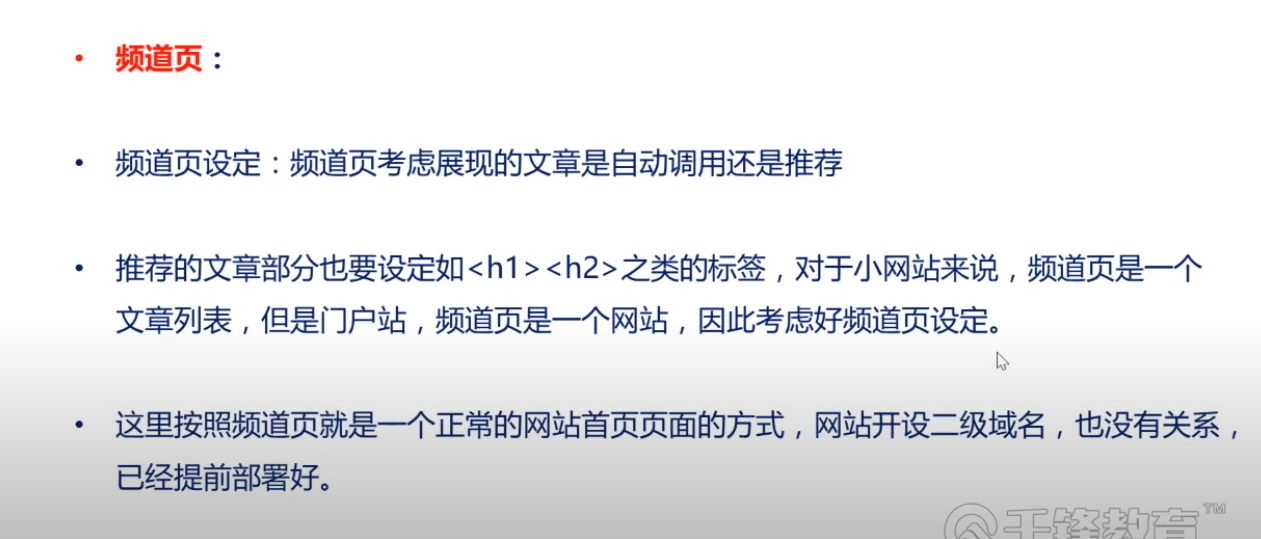 • 频道页：
• 频道页设定：频道页考虑展现的文章是自动调用还是推荐
• 推荐的文章部分也要设定如<h1><h2>之类的标签，对于小网站来说，频道页是一个
文章列表，但是门户站，频道页是一个网站，因此考虑好频道页设定。
• 这里按照频道页就是一个正常的网站首页页面的方式，网站开设二级域名，也没有关系，
已经提前部署好。
千锋教育™